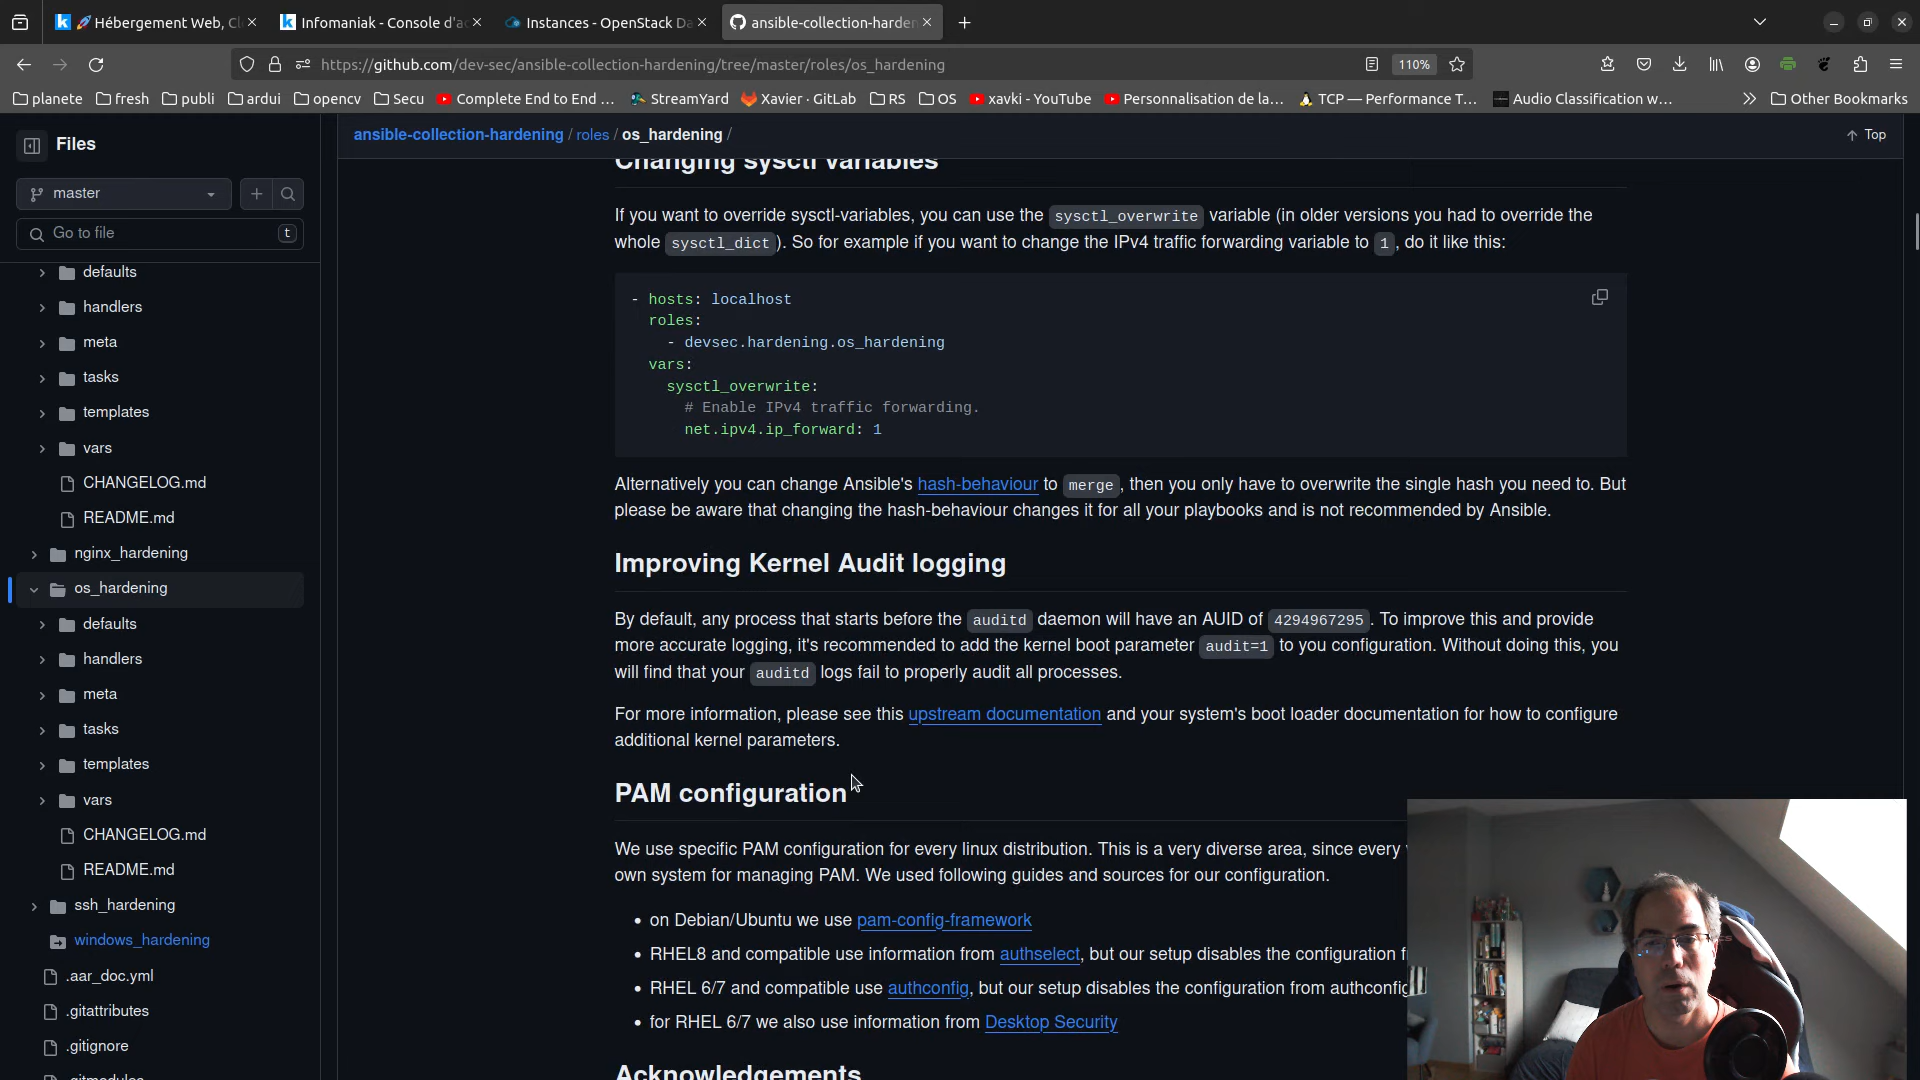 🚀 Hébergement Web, Cl
Infomaniak - Console d'ac
Instances - OpenStack Da
ansible-collection-harden
https://github.com/dev-sec/ansible-collection-hardening/tree/master/roles/os_hardening
110%
planete
fresh
publi
ardui
opencv
Secu
Complete End to End ...
StreamYard
Xavier · GitLab
RS
OS
xavki - YouTube
Personnalisation de la...
TCP — Performance T...
Audio Classification w...
Other Bookmarks
Files
ansible-collection-hardening / roles / os_hardening /
Top
master
Go to file
t
defaults
handlers
meta
tasks
templates
vars
CHANGELOG.md
README.md
nginx_hardening
os_hardening
defaults
handlers
meta
tasks
templates
vars
CHANGELOG.md
README.md
ssh_hardening
windows_hardening
.aar_doc.yml
.gitattributes
.gitignore
.gitmodules
Changing sysctl variables
If you want to override sysctl-variables, you can use the sysctl_overwrite variable (in older versions you had to override the
whole sysctl_dict ). So for example if you want to change the IPv4 traffic forwarding variable to 1 , do it like this:
- hosts: localhost
roles:
- devsec.hardening.os_hardening
vars:
sysctl_overwrite:
# Enable IPv4 traffic forwarding.
net.ipv4.ip_forward: 1
Alternatively you can change Ansible's hash-behaviour to merge , then you only have to overwrite the single hash you need to. But
please be aware that changing the hash-behaviour changes it for all your playbooks and is not recommended by Ansible.
Improving Kernel Audit logging
By default, any process that starts before the auditd daemon will have an AUID of 4294967295 . To improve this and provide
more accurate logging, it's recommended to add the kernel boot parameter audit=1 to you configuration. Without doing this, you
will find that your auditd logs fail to properly audit all processes.
For more information, please see this upstream documentation and your system's boot loader documentation for how to configure
additional kernel parameters.
PAM configuration
We use specific PAM configuration for every linux distribution. This is a very diverse area, since every
own system for managing PAM. We used following guides and sources for our configuration.
• on Debian/Ubuntu we use pam-config-framework
• RHEL8 and compatible use information from authselect, but our setup disables the configuration f
• RHEL 6/7 and compatible use authconfig, but our setup disables the configuration from authconfig
• for RHEL 6/7 we also use information from Desktop Security
Acknowledgements